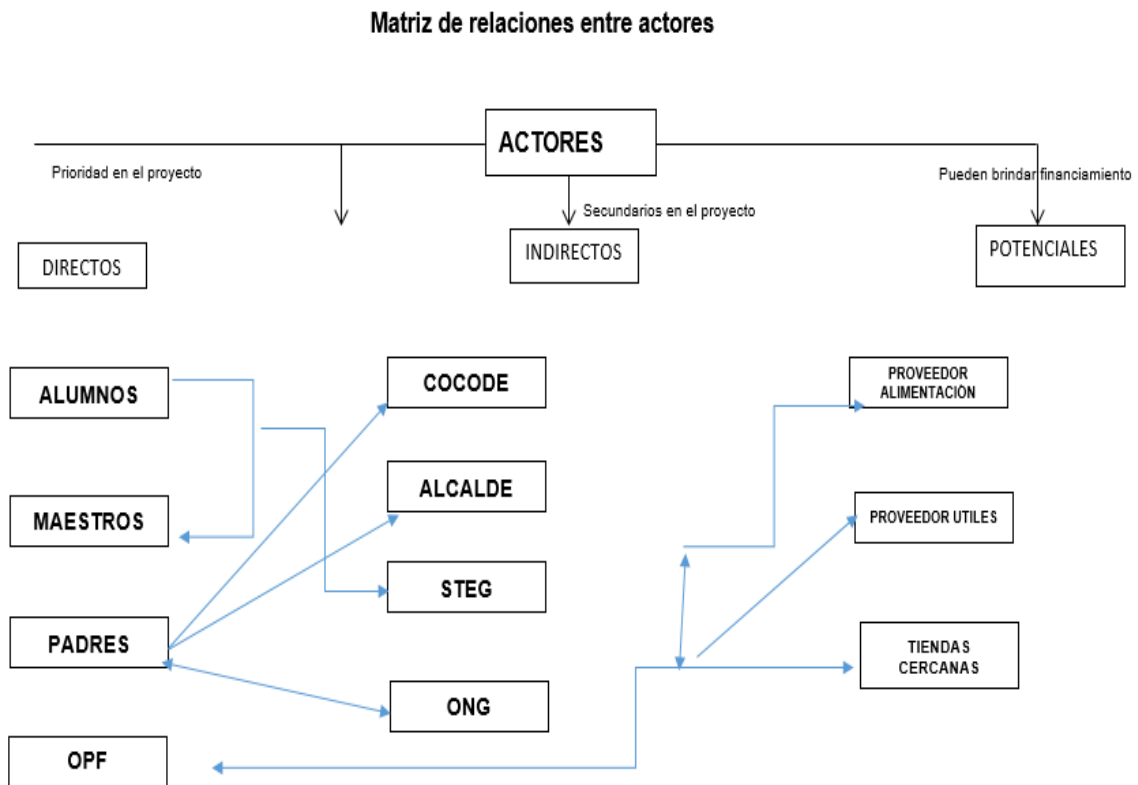 Matriz de relaciones entre actores
ACTORES
Prioridad en el proyecto
Pueden brindar financiamiento
Secundarios en el proyecto
DIRECTOS
INDIRECTOS
POTENCIALES
ALUMNOS
COCODE
PROVEEDOR
ALIMENTACIÓN
MAESTROS
ALCALDE
PROVEEDOR UTILES
STEG
PADRES
TIENDAS
CERCANAS
ONG
OPF